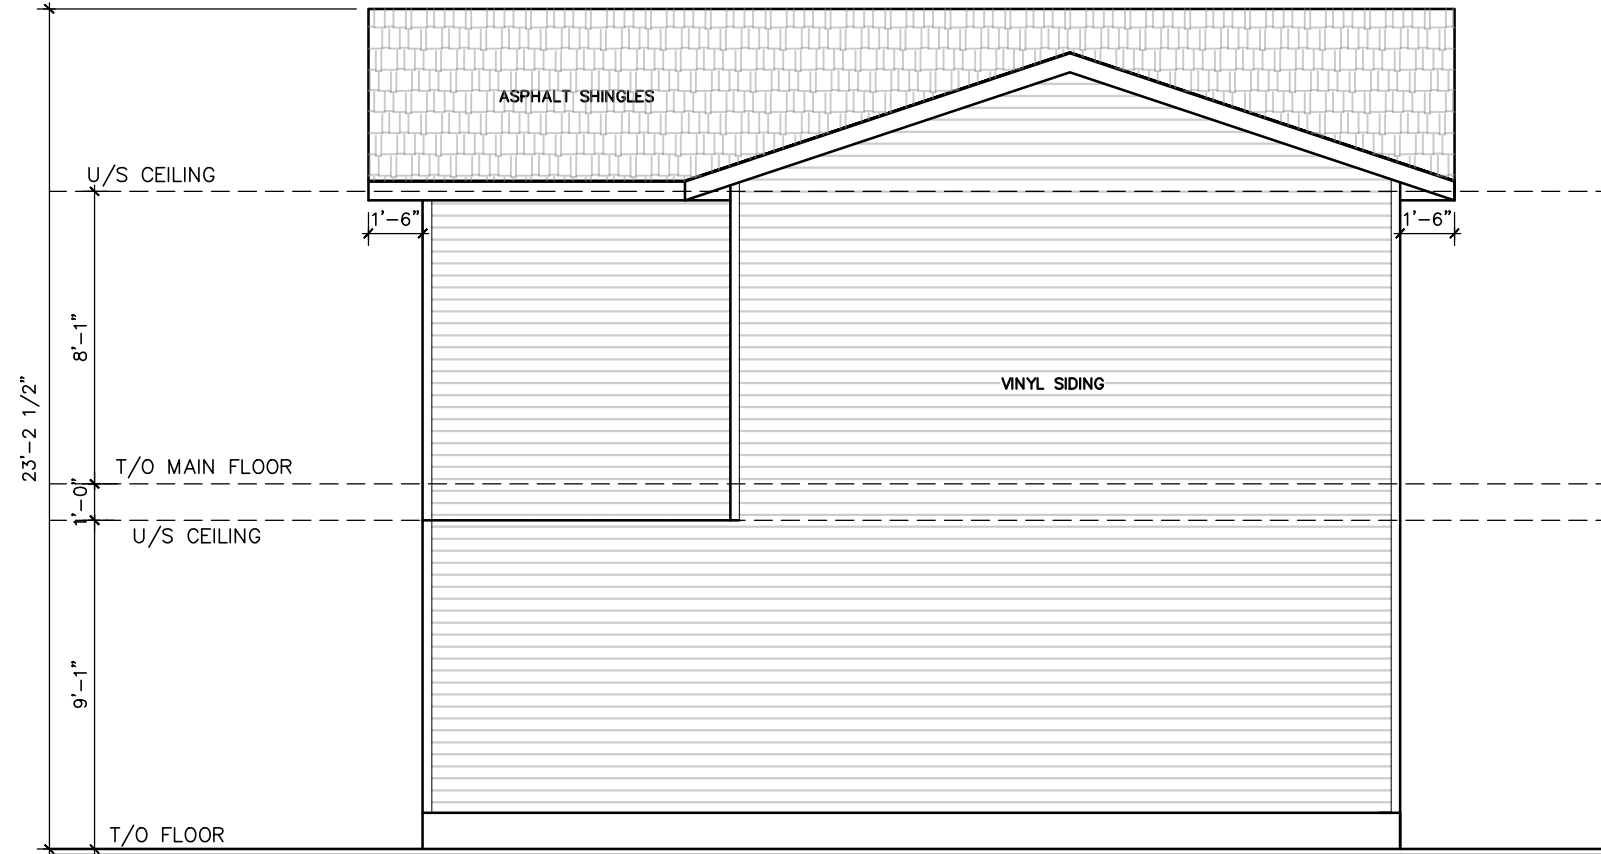 ASPHALT SHINGLES
U/S CEILING
1'-6"
1'-6"
8'-1"
23'-2 1/2"
VINYL SIDING
T/O MAIN FLOOR
1'-0"
U/S CEILING
9'-1"
T/O FLOOR